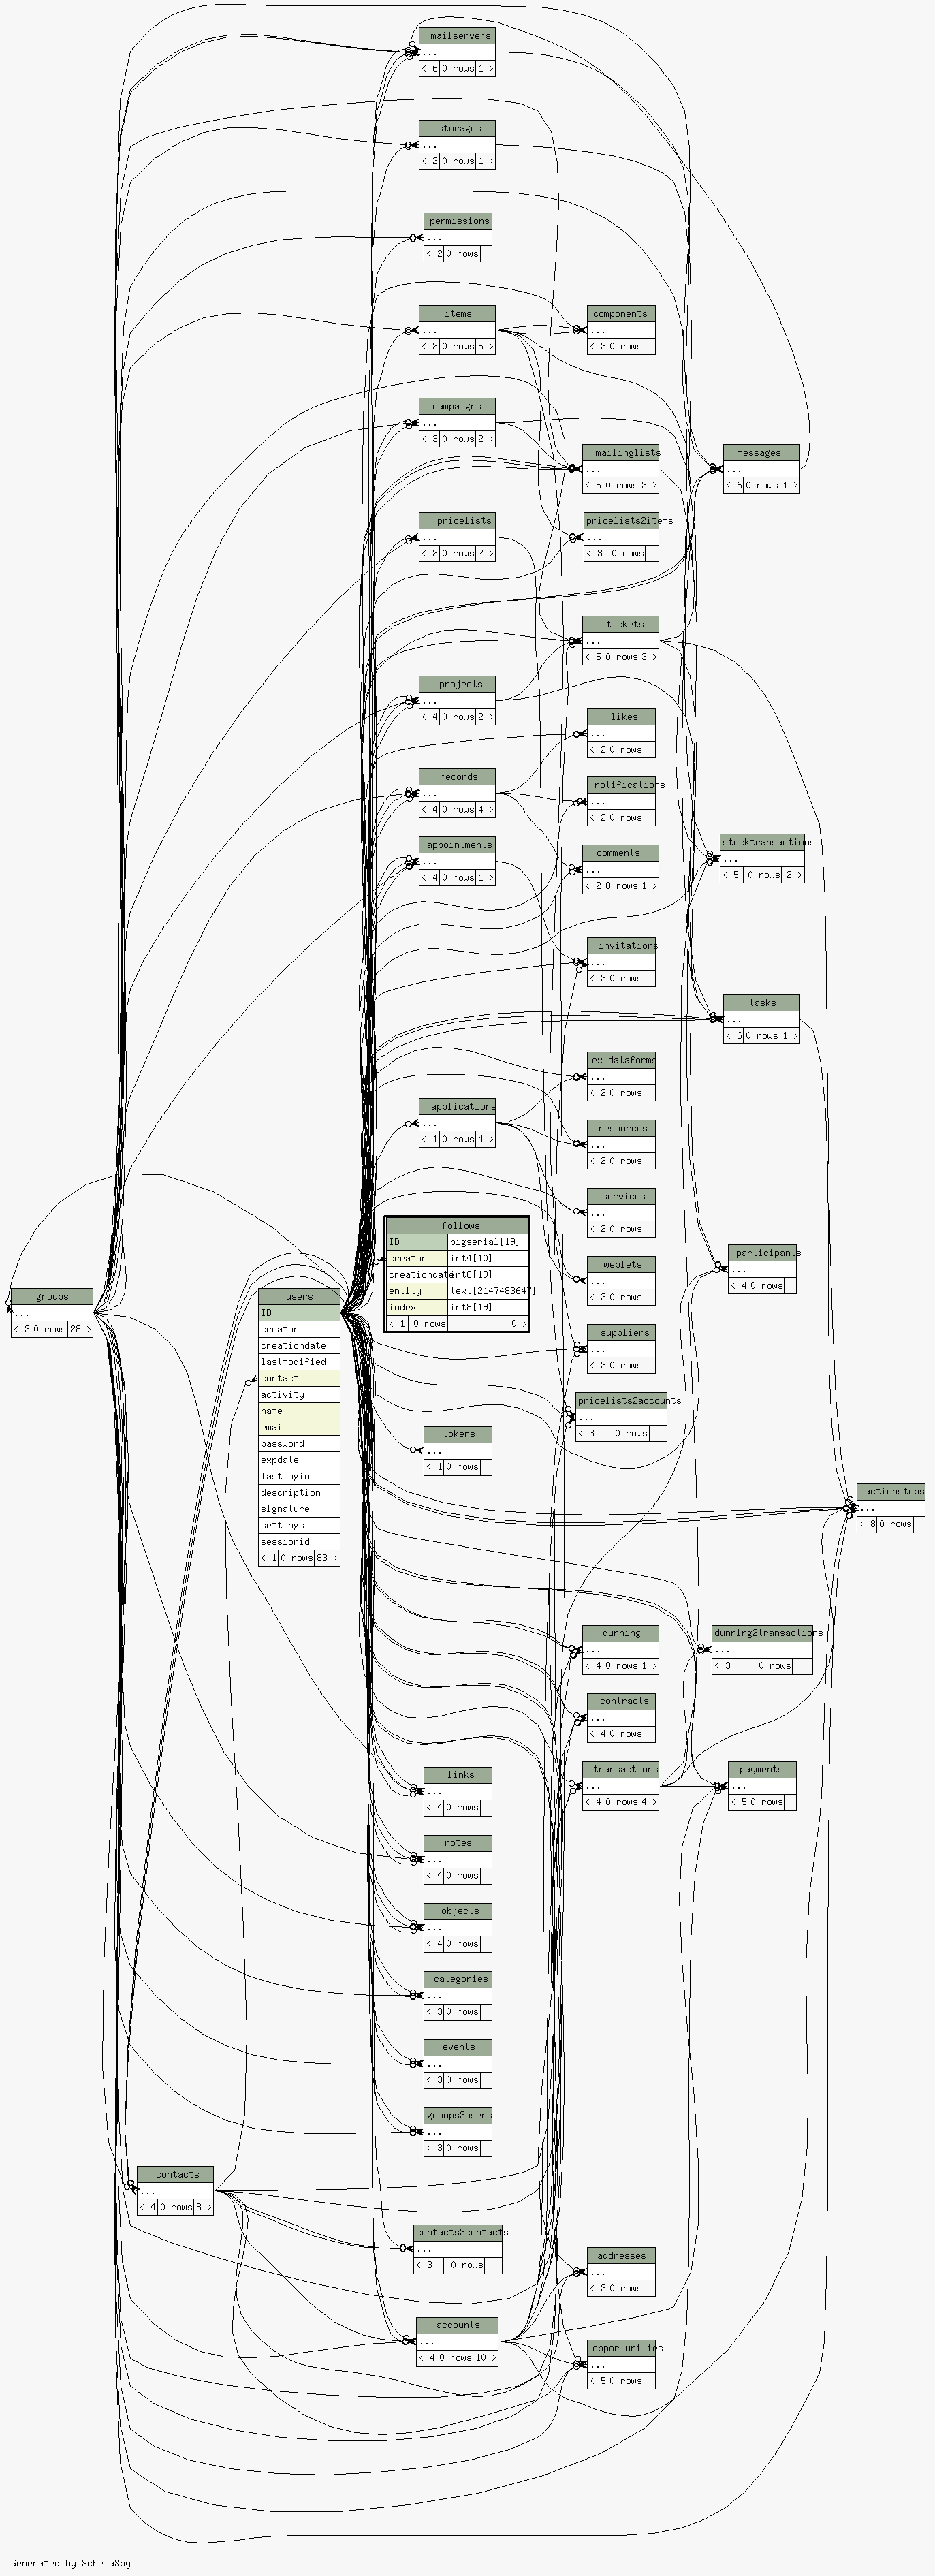 mailservers
...
< 6 0 rows 1 >
storages
...
< 2 0 rows 1 >
permissions
...
< 2 0 rows
items
...
< 2 0 rows 5 >
components
...
< 3 0 rows
campaigns
...
< 3 0 rows 2 >
mailinglists
...
< 5 0 rows 2 >
messages
...
< 6 0 rows 1 >
pricelists
...
< 2 0 rows 2 >
pricelists2items
...
< 3 0 rows
tickets
...
< 5 0 rows 3 >
projects
...
< 4 0 rows 2 >
likes
...
< 2 0 rows
records
...
< 4 0 rows 4 >
notifications
...
< 2 0 rows
appointments
...
< 4 0 rows 1 >
comments
...
< 2 0 rows 1 >
stocktransactions
...
< 5 0 rows 2 >
invitations
...
< 3 0 rows
tasks
...
< 6 0 rows 1 >
extdataforms
...
< 2 0 rows
applications
...
< 1 0 rows 4 >
resources
...
< 2 0 rows
services
...
< 2 0 rows
follows
ID bigserial[19]
creator int4[10]
creationdate int8[19]
entity text[2147483647]
index int8[19]
< 1 0 rows 0 >
weblets
...
< 2 0 rows
participants
...
< 4 0 rows
groups
...
< 2 0 rows 28 >
users
ID
creator
creationdate
lastmodified
contact
activity
name
email
password
expdate
lastlogin
description
signature
settings
sessionid
< 1 0 rows 83 >
suppliers
...
< 3 0 rows
pricelists2accounts
...
< 3 0 rows
tokens
...
< 1 0 rows
actionsteps
...
< 8 0 rows
dunning
...
< 4 0 rows 1 >
dunning2transactions
...
< 3 0 rows
contracts
...
< 4 0 rows
links
...
< 4 0 rows
transactions
...
< 4 0 rows 4 >
payments
...
< 5 0 rows
notes
...
< 4 0 rows
objects
...
< 4 0 rows
categories
...
< 3 0 rows
events
...
< 3 0 rows
groups2users
...
< 3 0 rows
contacts
...
< 4 0 rows 8 >
contacts2contacts
...
< 3 0 rows
addresses
...
< 3 0 rows
accounts
...
< 4 0 rows 10 >
opportunities
...
< 5 0 rows
Generated by SchemaSpy